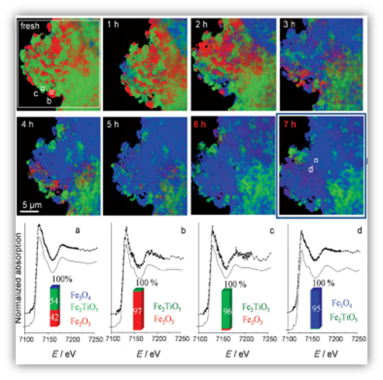 fresh
c
b
1 h
2 h
3 h
4 h
5 µm
5 h
6 h
7 h
d
Normalized absorption
a
100%
54
42
Fe3O4
Fe2TiO5
Fe2O3
7100 7150 7200 7250
E / eV
b
100 %
97
Fe3O4
Fe2TiO5
Fe2O3
7100 7150 7200 7250
E / eV
c
100 %
96
Fe2TiO5
Fe2O3
7100 7150 7200 7250
E / eV
d
100 %
95
Fe3O4
Fe2TiO5
7100 7150 7200 7250
E / eV